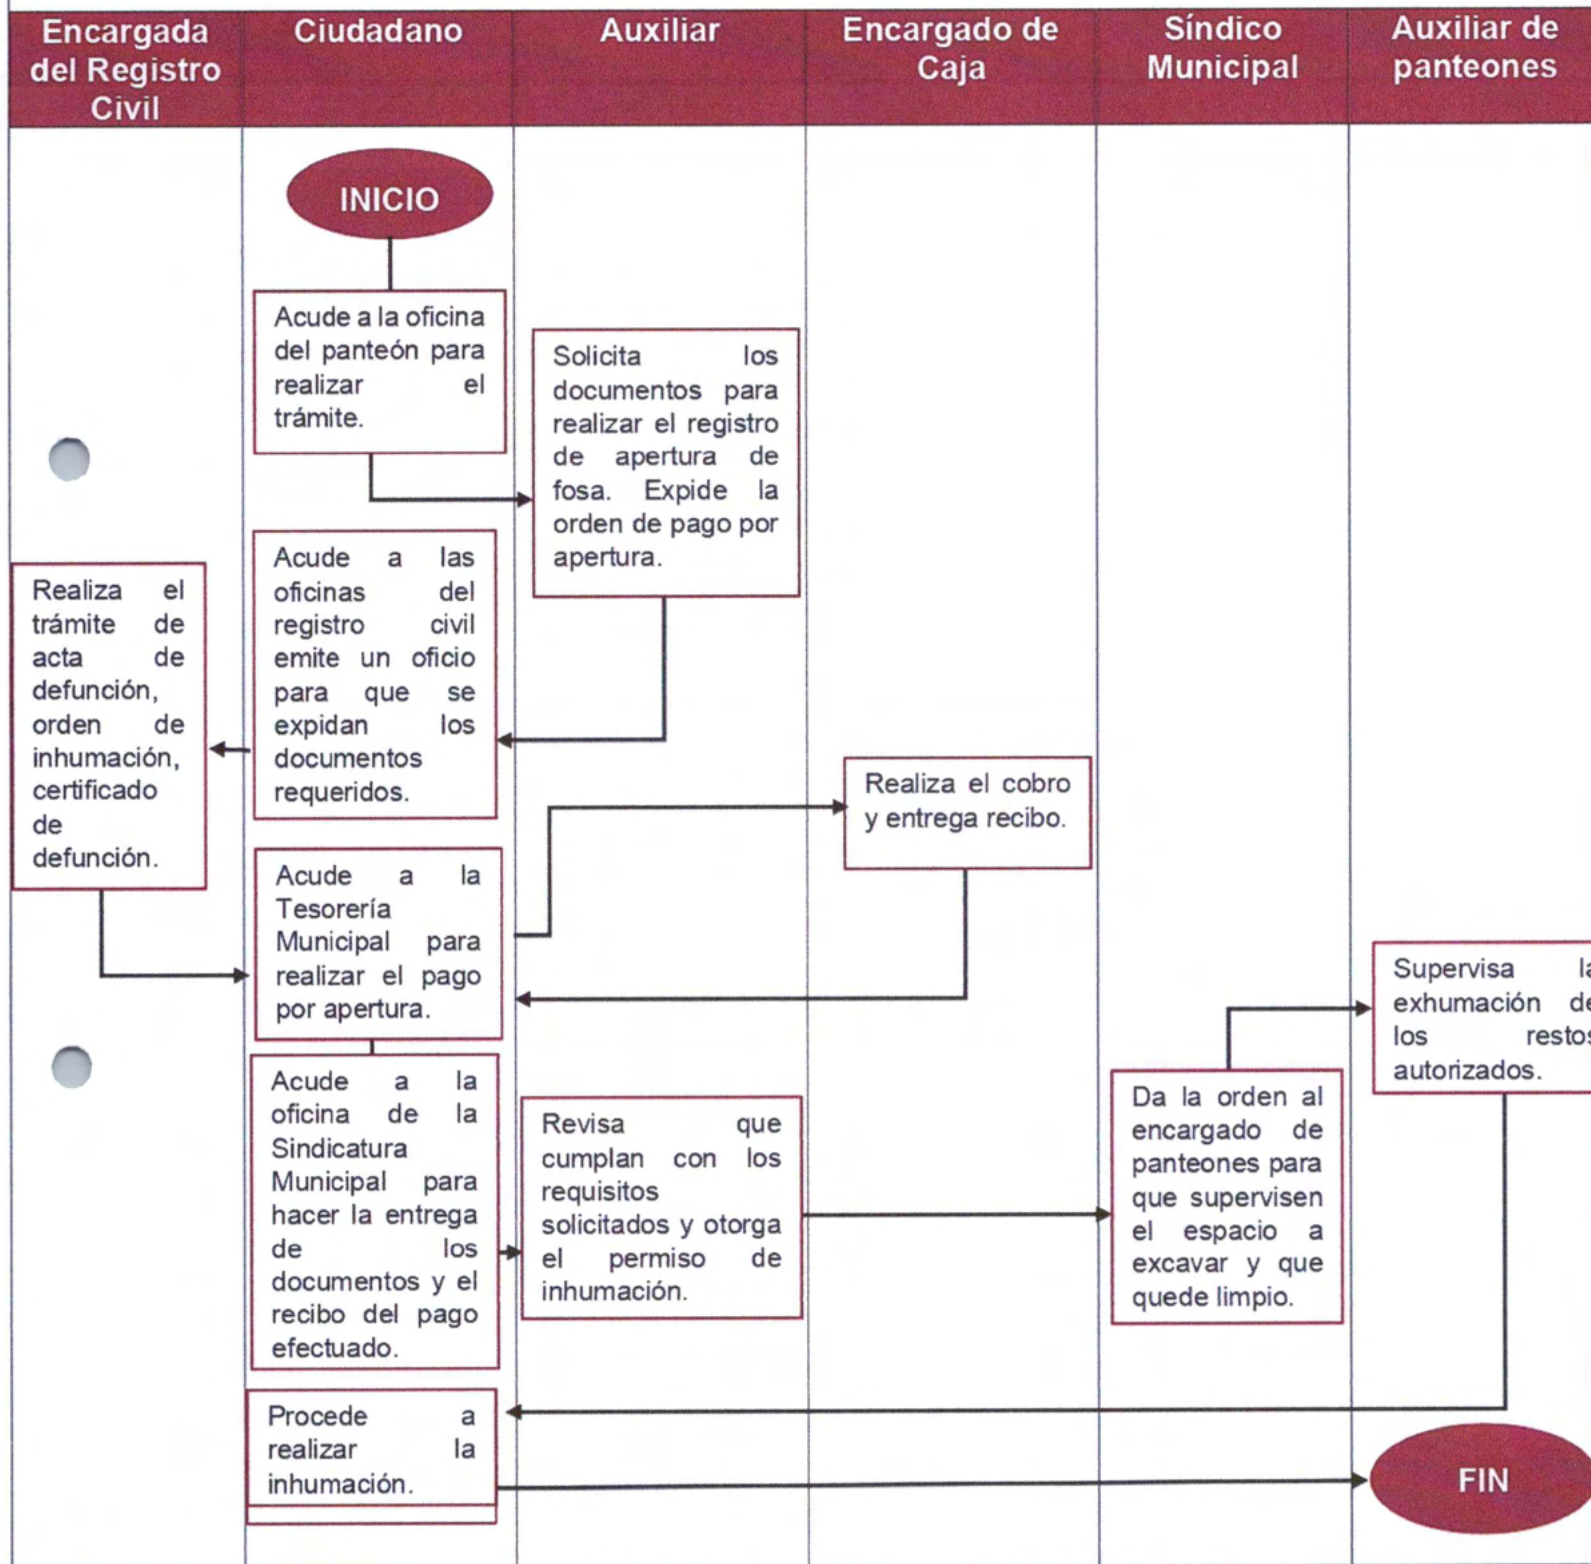 Encargada
del Registro
Civil
Ciudadano
Auxiliar
Encargado de
Caja
Síndico
Municipal
Auxiliar de
panteones
INICIO
Acude a la oficina
del panteón para
realizar el
trámite.
Solicita los
documentos para
realizar el registro
de apertura de
fosa. Expide la
orden de pago por
apertura.
Acude a las
oficinas del
registro civil
emite un oficio
para que se
expidan los
documentos
requeridos.
Realiza el
trámite de
acta de
defunción,
orden de
inhumación,
certificado
de
defunción.
Acude a la
Tesorería
Municipal para
realizar el pago
por apertura.
Realiza el cobro
y entrega recibo.
Acude a la
oficina de la
Sindicatura
Municipal para
hacer la entrega
de los
documentos y el
recibo del pago
efectuado.
Revisa que
cumplan con los
requisitos
solicitados y otorga
el permiso de
inhumación.
Da la orden al
encargado de
panteones para
que supervisen
el espacio a
excavar y que
quede limpio.
Supervisa la
exhumación de
los restos
autorizados.
Procede a
realizar la
inhumación.
FIN